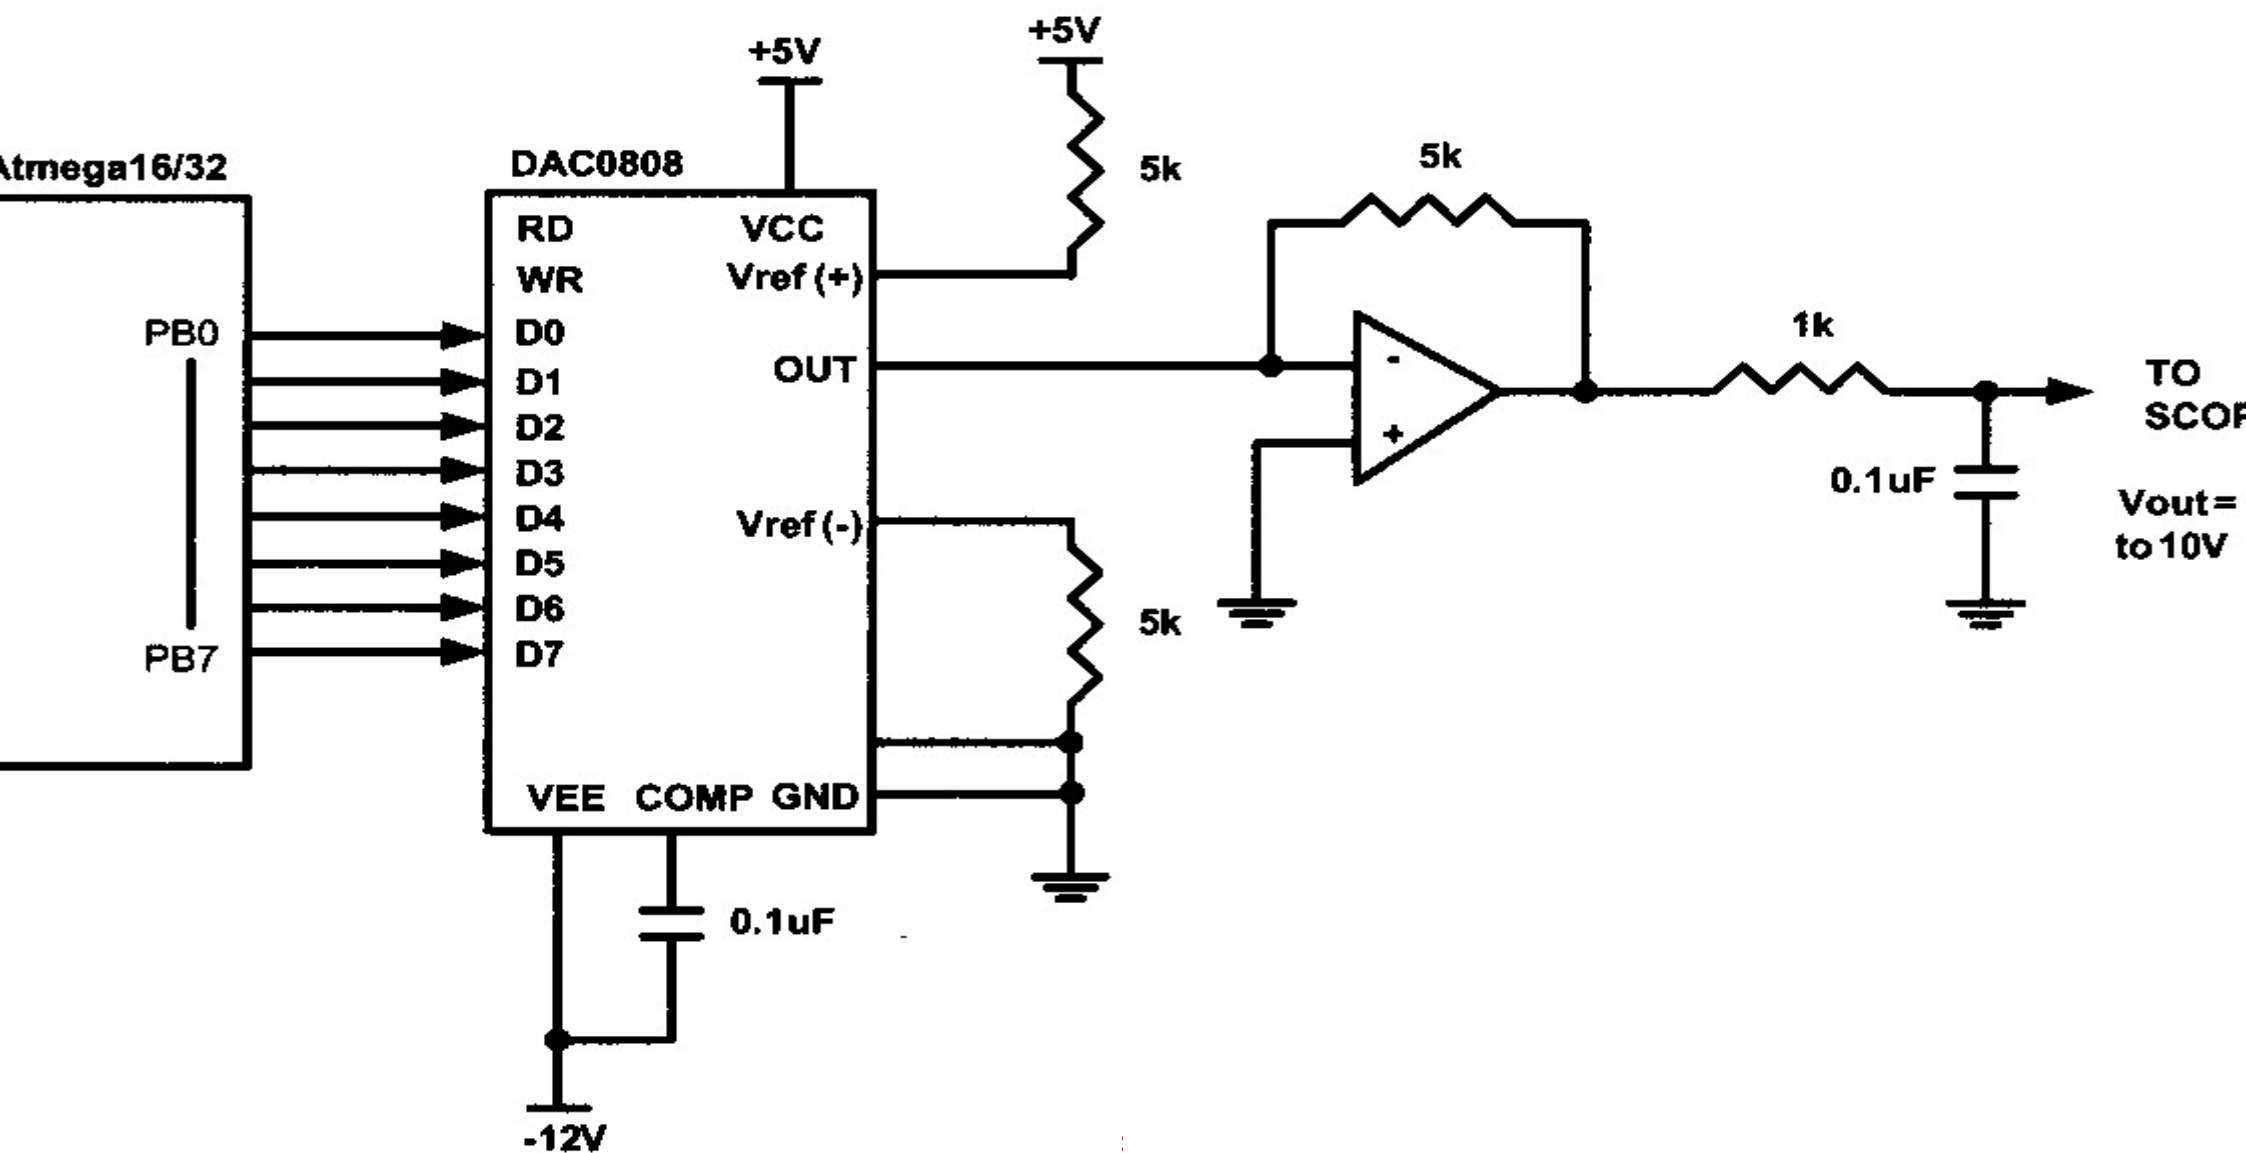 +5V
+5V
Atmega16/32
DAC0808
5k
5k
RD
VCC
WR
Vref (+)
PB0
D0
D1
D2
D3
D4
D5
D6
D7
PB7
OUT
Vref (-)
5k
-
+
1k
TO
SCOP
0.1uF
Vout =
to 10V
VEE
COMP
GND
0.1uF
-12V